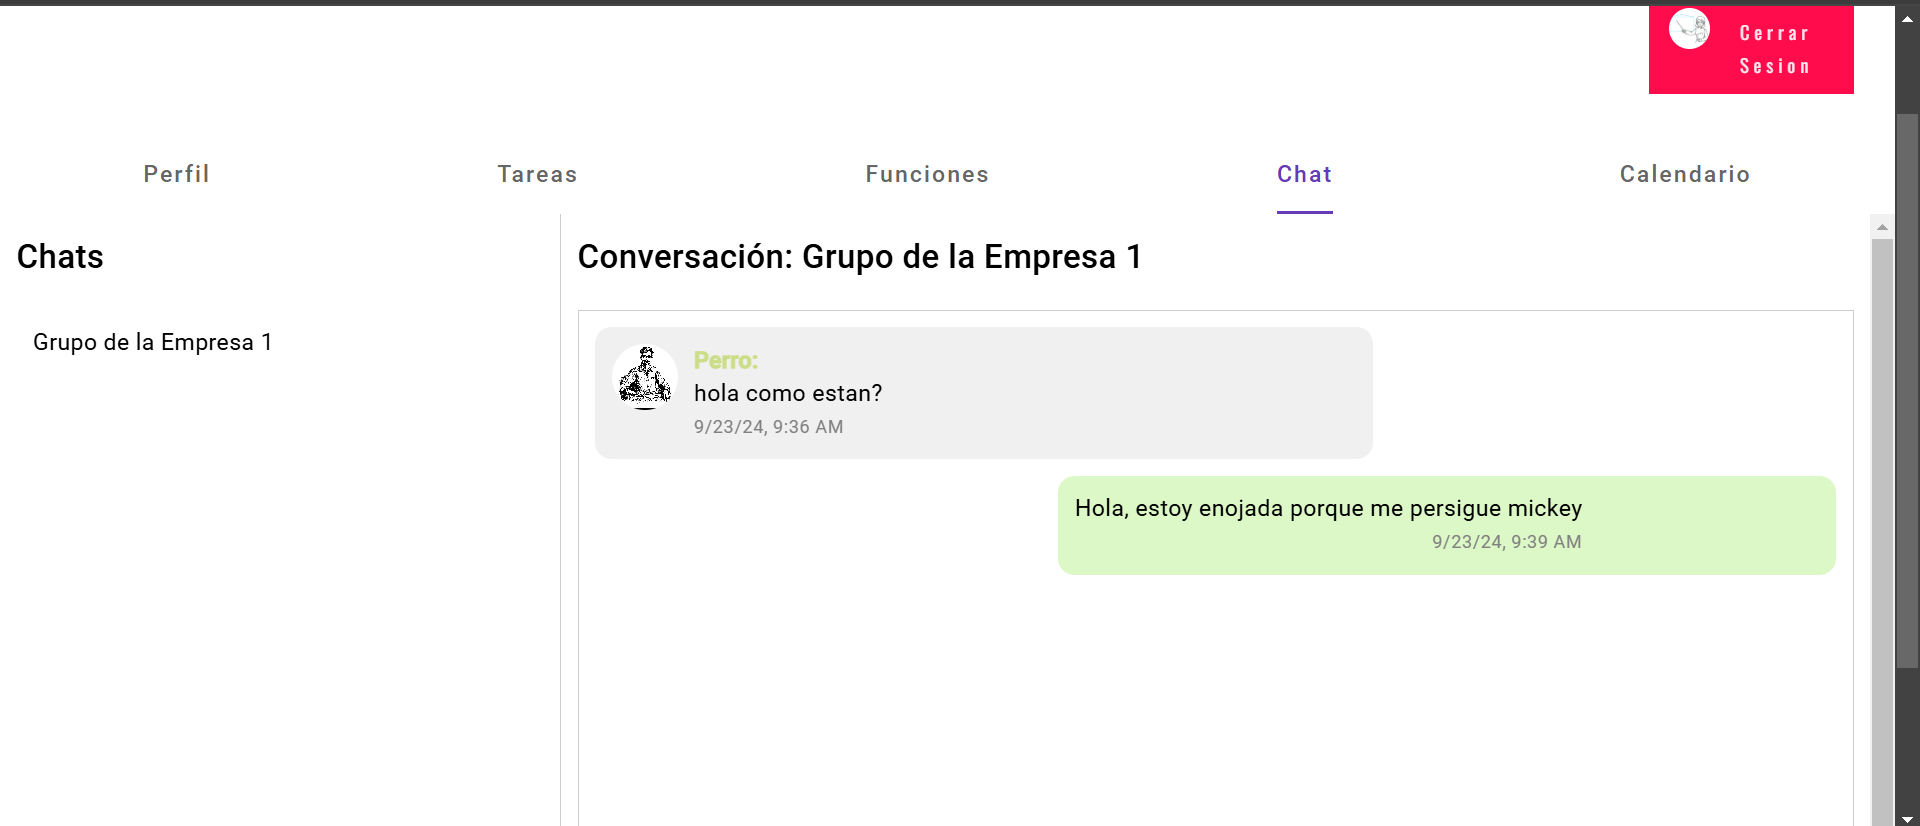 Cerrar
Sesion
Perfil
Tareas
Funciones
Chat
Calendario
Chats
Grupo de la Empresa 1
Conversación: Grupo de la Empresa 1
Perro:
hola como estan?
9/23/24, 9:36 AM
Hola, estoy enojada porque me persigue mickey
9/23/24, 9:39 AM